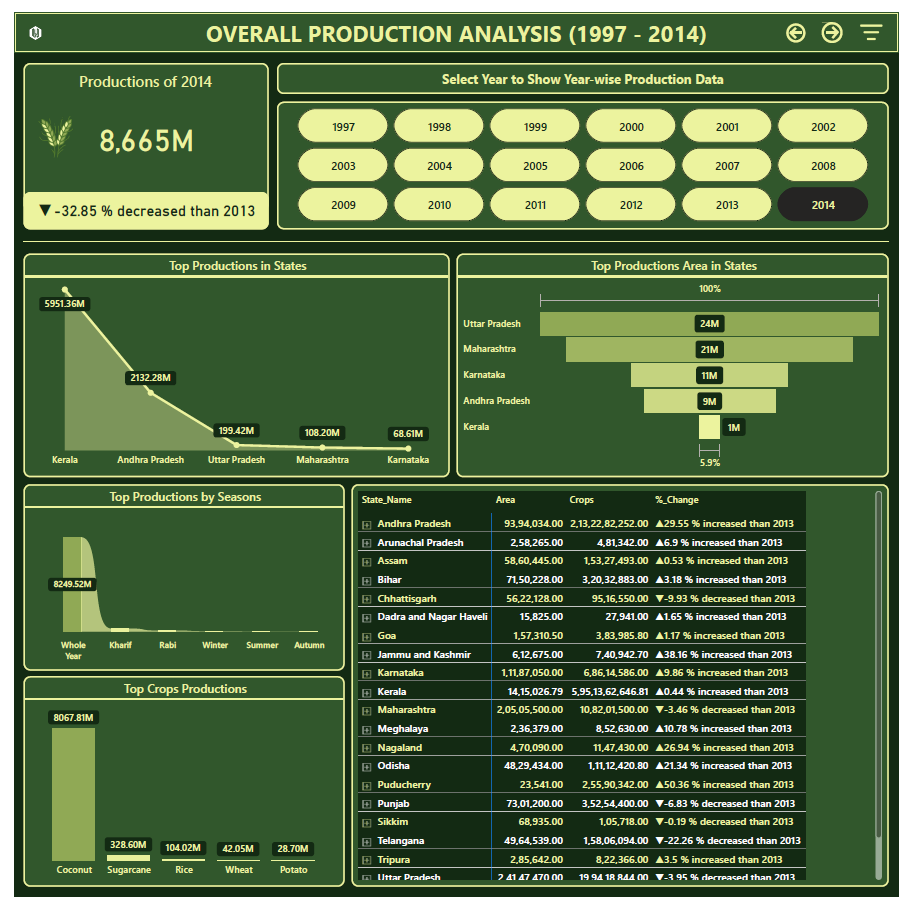 OVERALL PRODUCTION ANALYSIS (1997 - 2014)
Productions of 2014
8,665M
▼-32.85 % decreased than 2013
Select Year to Show Year-wise Production Data
1997 1998 1999 2000 2001 2002
2003 2004 2005 2006 2007 2008
2009 2010 2011 2012 2013 2014
Top Productions in States
5951.36M
2132.28M
199.42M
108.20M
68.61M
Kerala Andhra Pradesh Uttar Pradesh Maharashtra Karnataka
Top Productions Area in States
100%
Uttar Pradesh 24M
Maharashtra 21M
Karnataka 11M
Andhra Pradesh 9M
Kerala 1M
5.9%
Top Productions by Seasons
8249.52M
Whole Year Kharif Rabi Winter Summer Autumn
Top Crops Productions
8067.81M
328.60M
104.02M
42.05M
28.70M
Coconut Sugarcane Rice Wheat Potato
State_Name Area Crops %_Change
Andhra Pradesh 93,94,034.00 2,13,22,82,252.00 ▲29.55 % increased than 2013
Arunachal Pradesh 2,58,265.00 4,81,342.00 ▲6.9 % increased than 2013
Assam 58,60,445.00 1,53,27,493.00 ▲0.53 % increased than 2013
Bihar 71,50,228.00 3,20,32,883.00 ▲3.18 % increased than 2013
Chhattisgarh 56,22,128.00 95,16,550.00 ▼-9.93 % decreased than 2013
Dadra and Nagar Haveli 15,825.00 27,941.00 ▲1.65 % increased than 2013
Goa 1,57,310.50 3,83,985.80 ▲1.17 % increased than 2013
Jammu and Kashmir 6,12,675.00 7,40,942.70 ▲38.16 % increased than 2013
Karnataka 1,11,87,050.00 6,86,14,586.00 ▲9.86 % increased than 2013
Kerala 14,15,026.79 5,95,13,62,646.81 ▲0.44 % increased than 2013
Maharashtra 2,05,05,500.00 10,82,01,500.00 ▼-3.46 % decreased than 2013
Meghalaya 2,36,379.00 8,52,630.00 ▲10.78 % increased than 2013
Nagaland 4,70,090.00 11,47,430.00 ▲26.94 % increased than 2013
Odisha 48,29,434.00 1,11,12,420.80 ▲21.34 % increased than 2013
Puducherry 23,541.00 2,55,90,342.00 ▲50.36 % increased than 2013
Punjab 73,01,200.00 3,52,54,400.00 ▼-6.83 % decreased than 2013
Sikkim 68,935.00 1,05,718.00 ▼-0.19 % decreased than 2013
Telangana 49,64,539.00 1,58,06,094.00 ▼-22.26 % decreased than 2013
Tripura 2,85,642.00 8,22,366.00 ▲3.5 % increased than 2013
Uttar Pradesh 2,41,47,470.00 19,94,18,844.00 ▼-3.95 % decreased than 2013